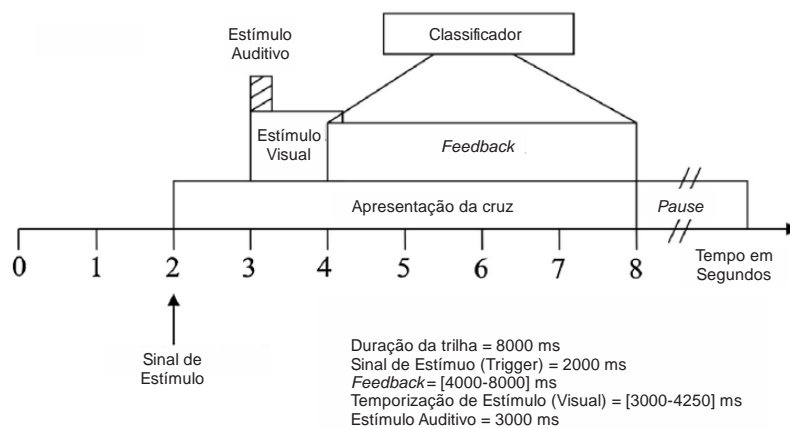 Estímulo
Auditivo
Classificador
Estímulo
Visual
Feedback
Apresentação da cruz
Pause
0 1 2 3 4 5 6 7 8
Tempo em
Segundos
Sinal de
Estímulo
Duração da trilha = 8000 ms
Sinal de Estímuo (Trigger) = 2000 ms
Feedback= [4000-8000] ms
Temporização de Estímulo (Visual) = [3000-4250] ms
Estímulo Auditivo = 3000 ms